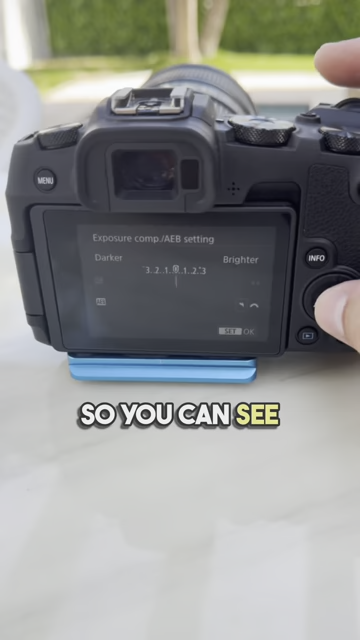 MENU
Exposure comp./AEB setting
Darker
Brighter
-3.2.1.0.1.2.+3
INFO
SET OK
SO YOU CAN SEE